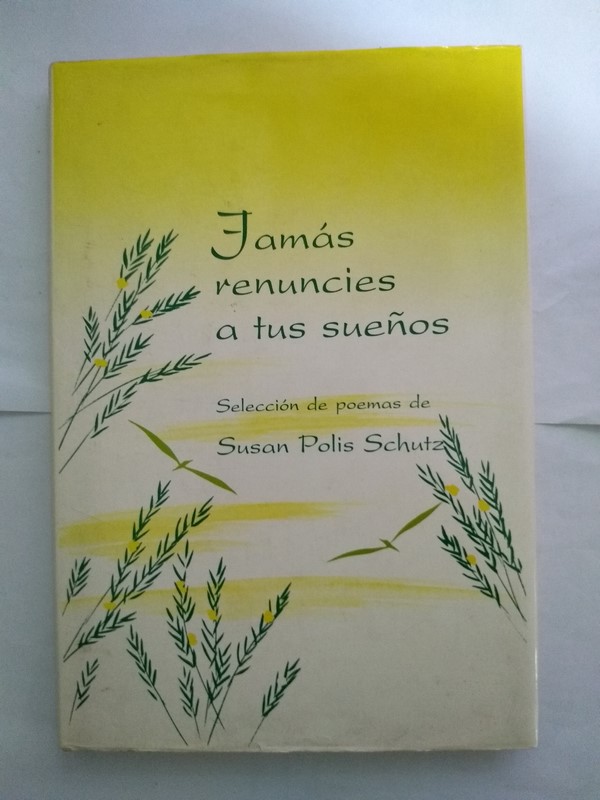 Jamás
renuncies
a tus sueños
Selección de poemas de
Susan Polis Schutz